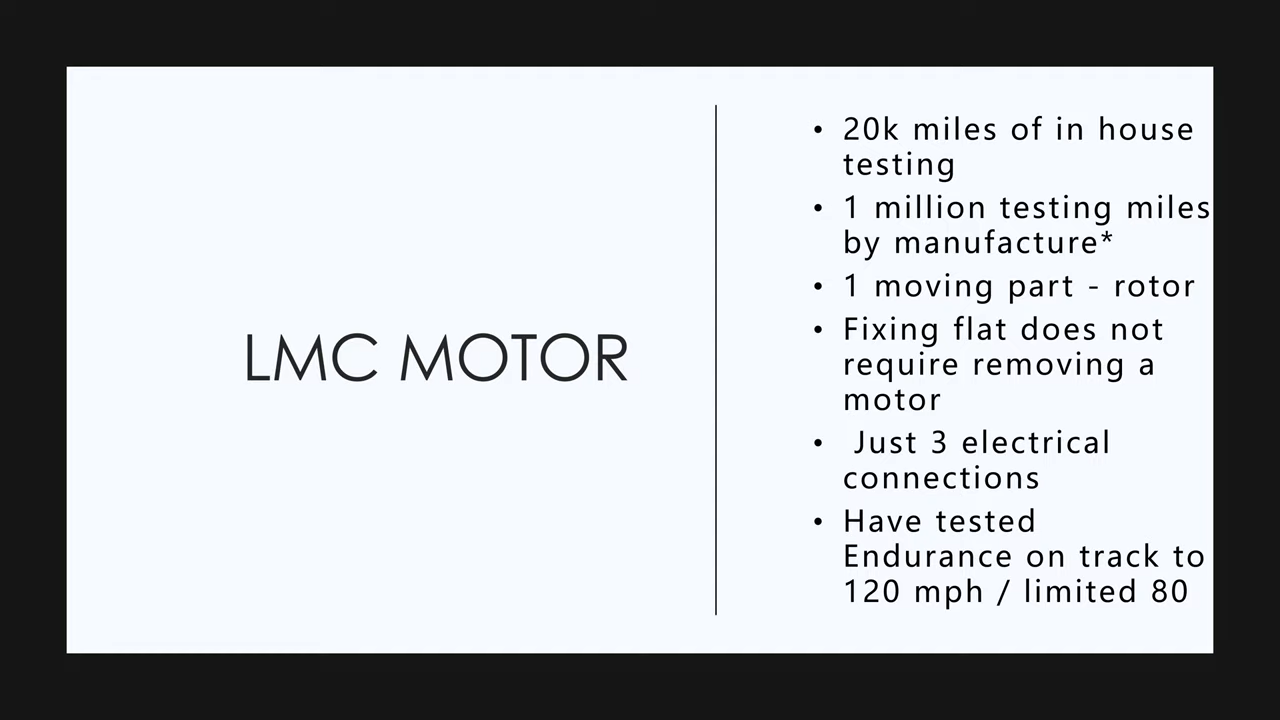 LMC MOTOR
• 20k miles of in house
testing
• 1 million testing miles
by manufacture*
• 1 moving part - rotor
• Fixing flat does not
require removing a
motor
• Just 3 electrical
connections
• Have tested
Endurance on track to
120 mph / limited 80